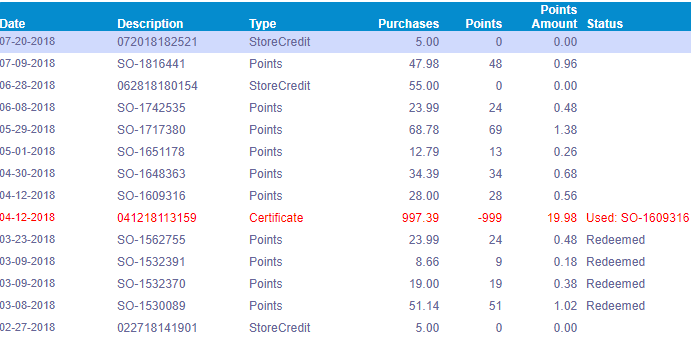 Date Description Type Purchases Points Points Amount Status
07-20-2018 072018182521 StoreCredit 5.00 0 0.00
07-09-2018 SO-1816441 Points 47.98 48 0.96
06-28-2018 062818180154 StoreCredit 55.00 0 0.00
06-08-2018 SO-1742535 Points 23.99 24 0.48
05-29-2018 SO-1717380 Points 68.78 69 1.38
05-01-2018 SO-1651178 Points 12.79 13 0.26
04-30-2018 SO-1648363 Points 34.39 34 0.68
04-12-2018 SO-1609316 Points 28.00 28 0.56
04-12-2018 041218113159 Certificate 997.39 -999 19.98 Used: SO-1609316
03-23-2018 SO-1562755 Points 23.99 24 0.48 Redeemed
03-09-2018 SO-1532391 Points 8.66 9 0.18 Redeemed
03-09-2018 SO-1532370 Points 19.00 19 0.38 Redeemed
03-08-2018 SO-1530089 Points 51.14 51 1.02 Redeemed
02-27-2018 022718141901 StoreCredit 5.00 0 0.00